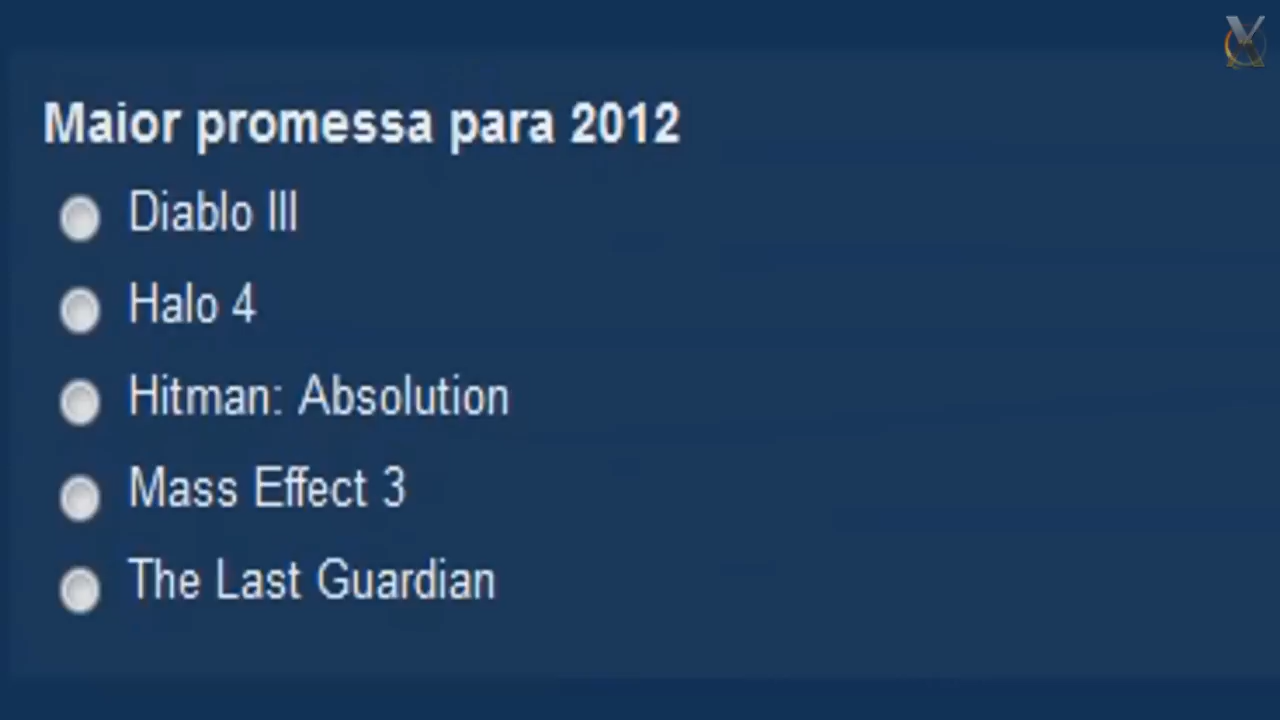 Maior promessa para 2012
Diablo III
Halo 4
Hitman: Absolution
Mass Effect 3
The Last Guardian